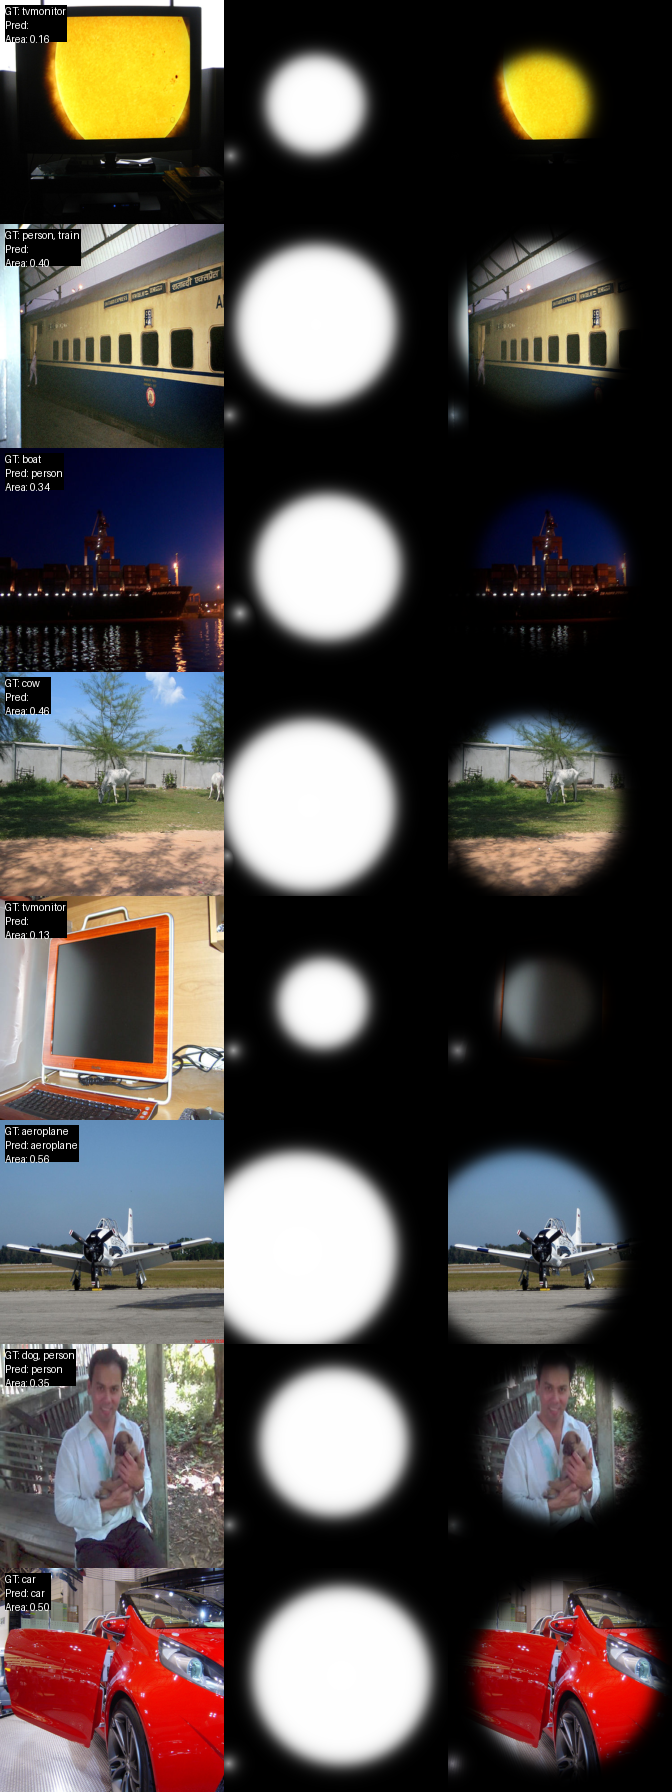 GT: tvmonitor
Pred:
Area: 0.16
GT: person, train
Pred:
Area: 0.40
GT: boat
Pred: person
Area: 0.34
GT: cow
Pred:
Area: 0.46
GT: tvmonitor
Pred:
Area: 0.13
GT: aeroplane
Pred: aeroplane
Area: 0.56
GT: dog, person
Pred: person
Area: 0.35
GT: car
Pred: car
Area: 0.50